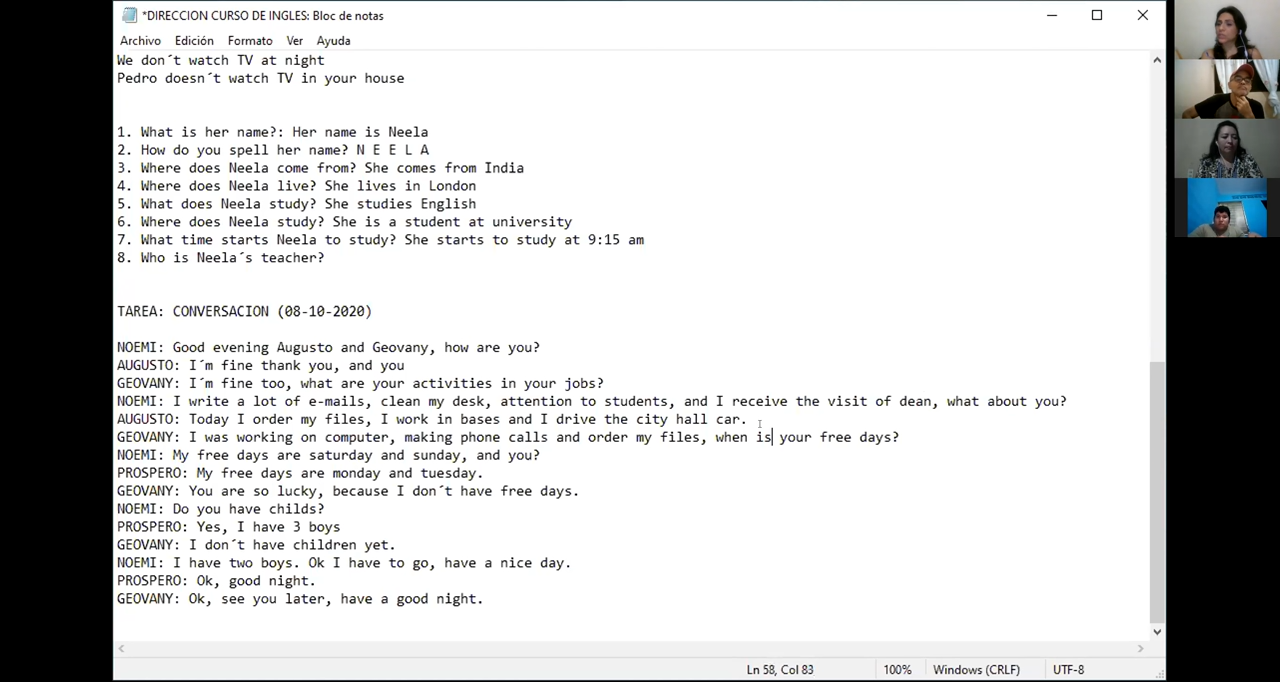 *DIRECCION CURSO DE INGLES: Bloc de notas
Archivo Edición Formato Ver Ayuda
We don´t watch TV at night
Pedro doesn´t watch TV in your house
1. What is her name?: Her name is Neela
2. How do you spell her name? N E E L A
3. Where does Neela come from? She comes from India
4. Where does Neela live? She lives in London
5. What does Neela study? She studies English
6. Where does Neela study? She is a student at university
7. What time starts Neela to study? She starts to study at 9:15 am
8. Who is Neela´s teacher?
TAREA: CONVERSACION (08-10-2020)
NOEMI: Good evening Augusto and Geovany, how are you?
AUGUSTO: I´m fine thank you, and you
GEOVANY: I´m fine too, what are your activities in your jobs?
NOEMI: I write a lot of e-mails, clean my desk, attention to students, and I receive the visit of dean, what about you?
AUGUSTO: Today I order my files, I work in bases and I drive the city hall car.
GEOVANY: I was working on computer, making phone calls and order my files, when is your free days?
NOEMI: My free days are saturday and sunday, and you?
PROSPERO: My free days are monday and tuesday.
GEOVANY: You are so lucky, because I don´t have free days.
NOEMI: Do you have childs?
PROSPERO: Yes, I have 3 boys
GEOVANY: I don´t have children yet.
NOEMI: I have two boys. Ok I have to go, have a nice day.
PROSPERO: Ok, good night.
GEOVANY: Ok, see you later, have a good night.
Ln 58, Col 83 100% Windows (CRLF) UTF-8